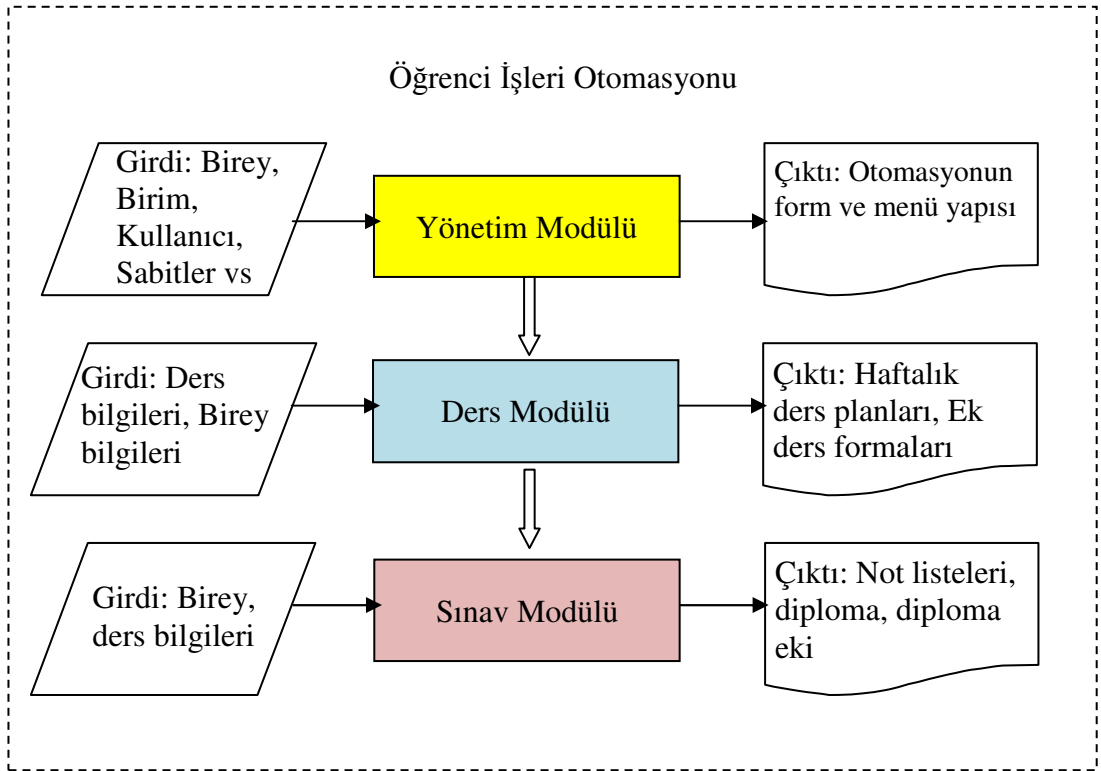 Öğrenci İşleri Otomasyonu
Girdi: Birey,
Birim,
Kullanıcı,
Sabitler vs
Yönetim Modülü
Çıktı: Otomasyonun
form ve menü yapısı
Girdi: Ders
bilgileri, Birey
bilgileri
Ders Modülü
Çıktı: Haftalık
ders planları, Ek
ders formaları
Girdi: Birey,
ders bilgileri
Sınav Modülü
Çıktı: Not listeleri,
diploma, diploma
eki